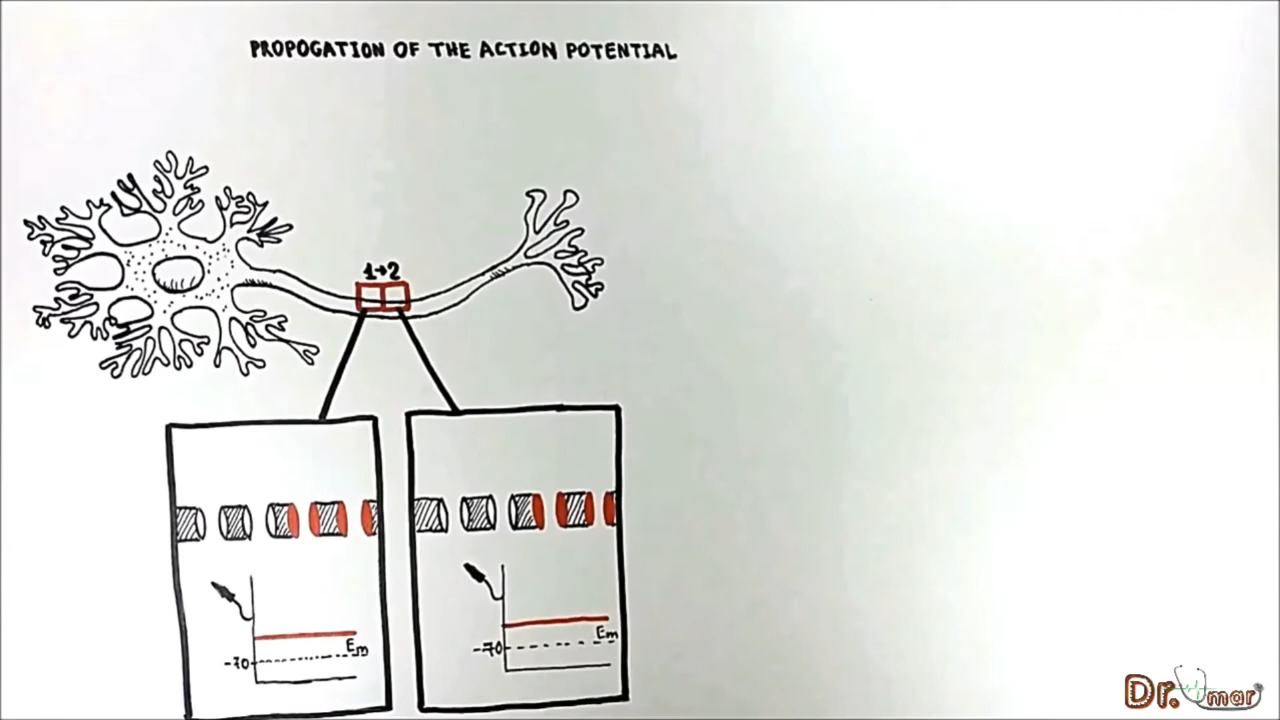 PROPOGATION OF THE ACTION POTENTIAL
1→2
Em
-70
Em
-70
Dr. Umar